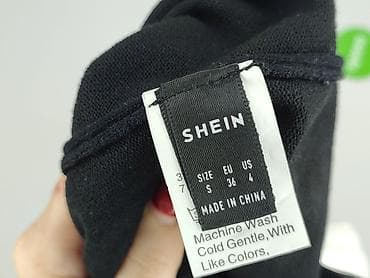 SHEIN
SIZE EU US
S 36 4
MADE IN CHINA
Machine Wash
Cold Gentle, With
Like Colors,